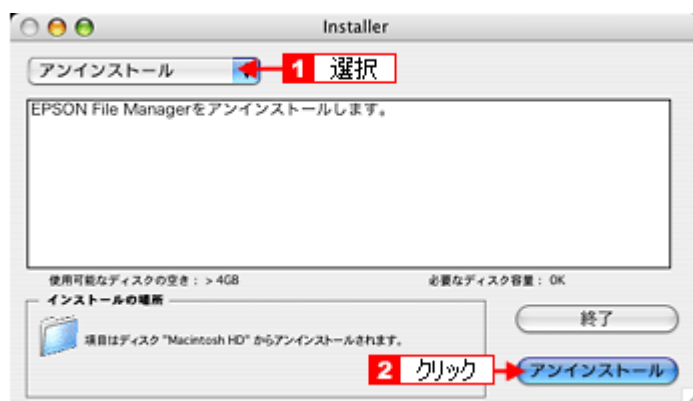 Installer
アンインストール
1 選択
EPSON File Managerをアンインストールします。
使用可能なディスクの空き： > 4GB
必要なディスク容量： 0K
インストールの場所
項目はディスク "Macintosh HD" からアンインストールされます。
終了
2 クリック
アンインストール